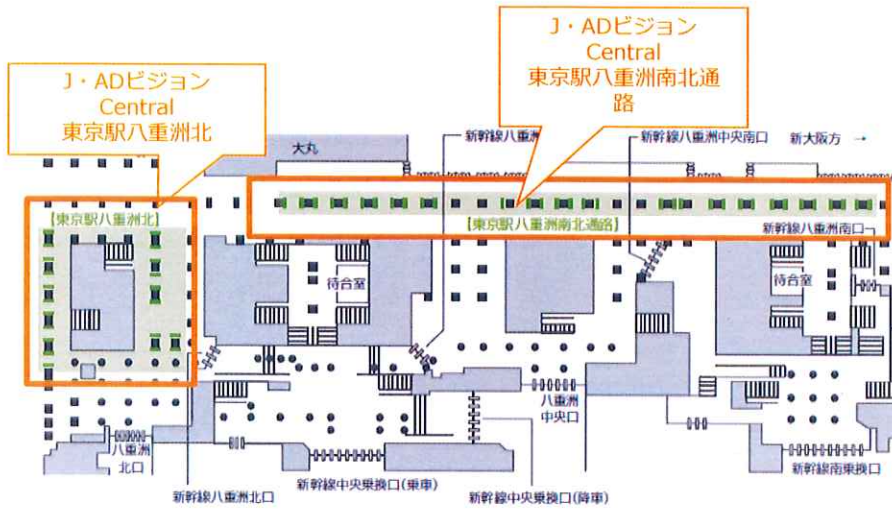 J・ADビジョン
Central
東京駅八重洲北
J・ADビジョン
Central
東京駅八重洲南北通
路
大丸
新幹線八重洲
新幹線八重洲中央南口
新大阪方 →
【東京駅八重洲北】
【東京駅八重洲南北通路】
新幹線八重洲南口
待合室
待合室
八重洲
北口
八重洲
中央口
新幹線八重洲北口
新幹線中央乗換口(乗車)
新幹線中央乗換口(降車)
新幹線南乗換口